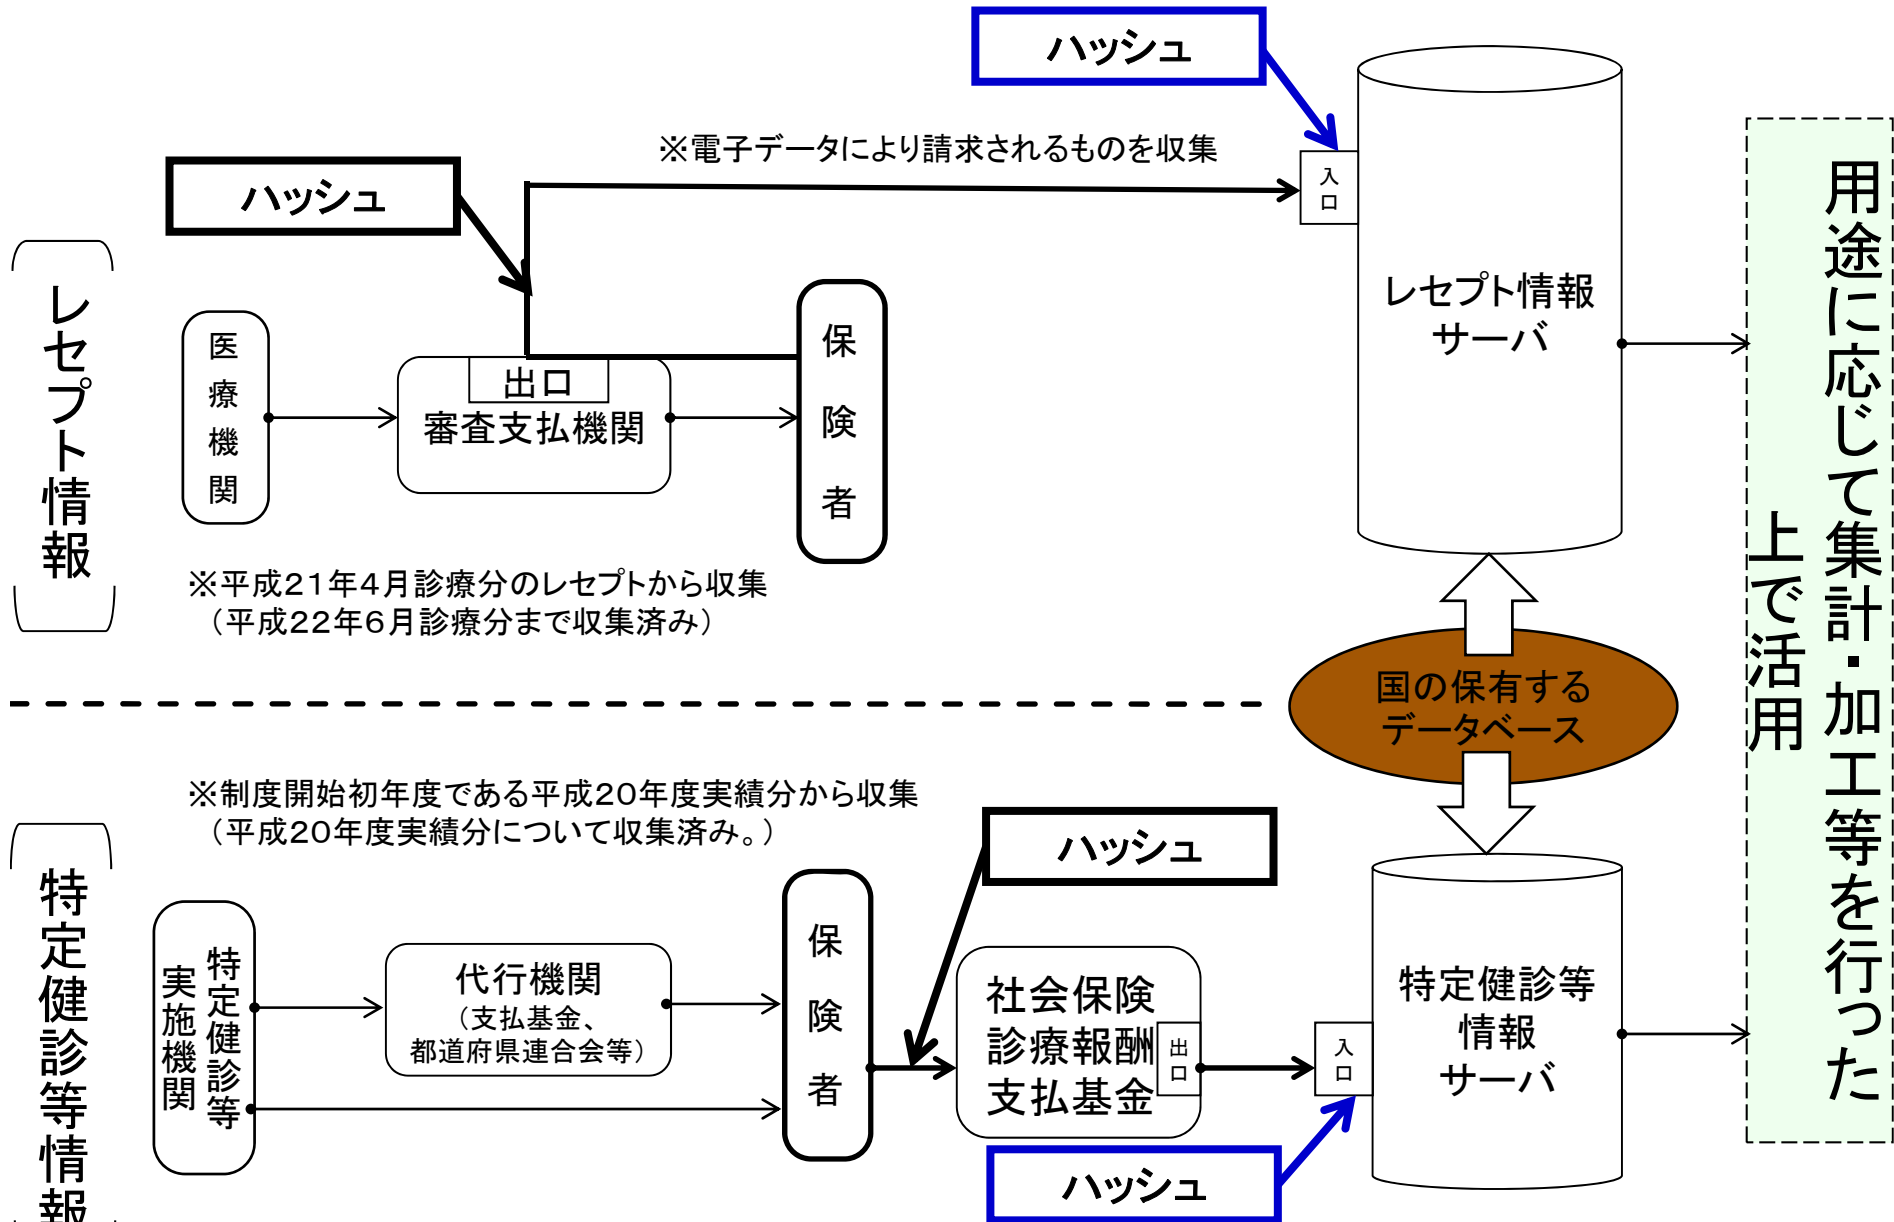 ハッシュ
※電子データにより請求されるものを収集
ハッシュ
入口
レセプト情報
サーバ
レセプト情報
医療機関
出口
審査支払機関
保険者
※平成21年4月診療分のレセプトから収集
（平成22年6月診療分まで収集済み）
国の保有する
データベース
用途に応じて集計・加工等を行った
上で活用
※制度開始初年度である平成20年度実績分から収集
（平成20年度実績分について収集済み。）
ハッシュ
特定健診等情報
特定健診等
実施機関
代行機関
（支払基金、
都道府県連合会等）
保険者
社会保険
診療報酬
支払基金
出口
入口
特定健診等
情報
サーバ
ハッシュ